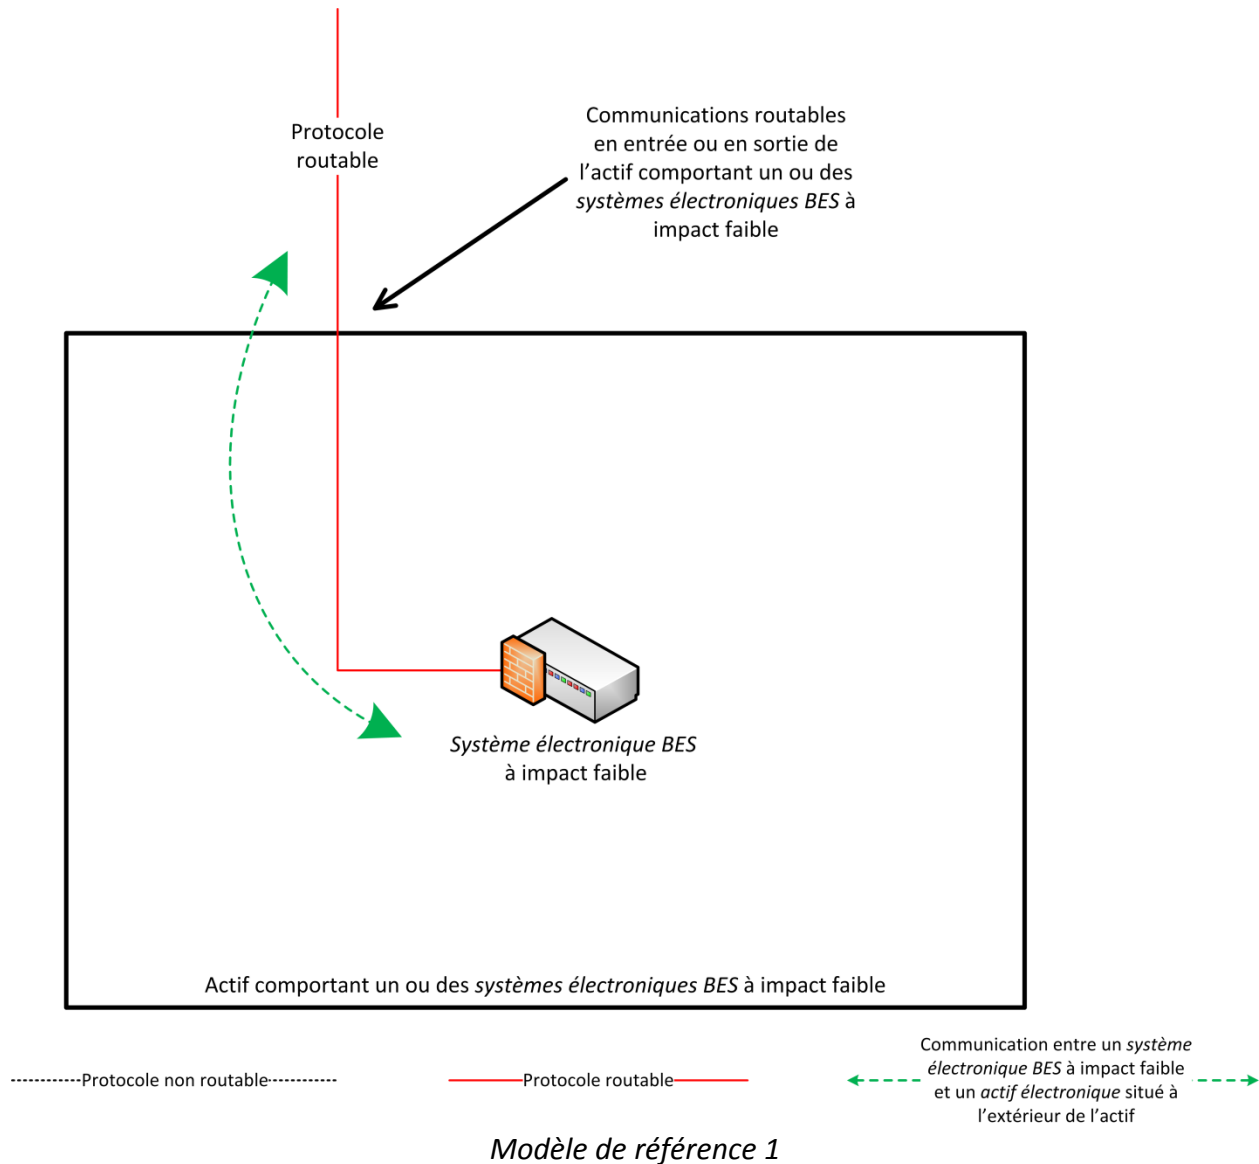 Protocole
routable
Communications routables
en entrée ou en sortie de
l’actif comportant un ou des
systèmes électroniques BES à
impact faible
Système électronique BES
à impact faible
Actif comportant un ou des systèmes électroniques BES à impact faible
Protocole non routable
Protocole routable
Communication entre un système
électronique BES à impact faible
et un actif électronique situé à
l’extérieur de l’actif
Modèle de référence 1